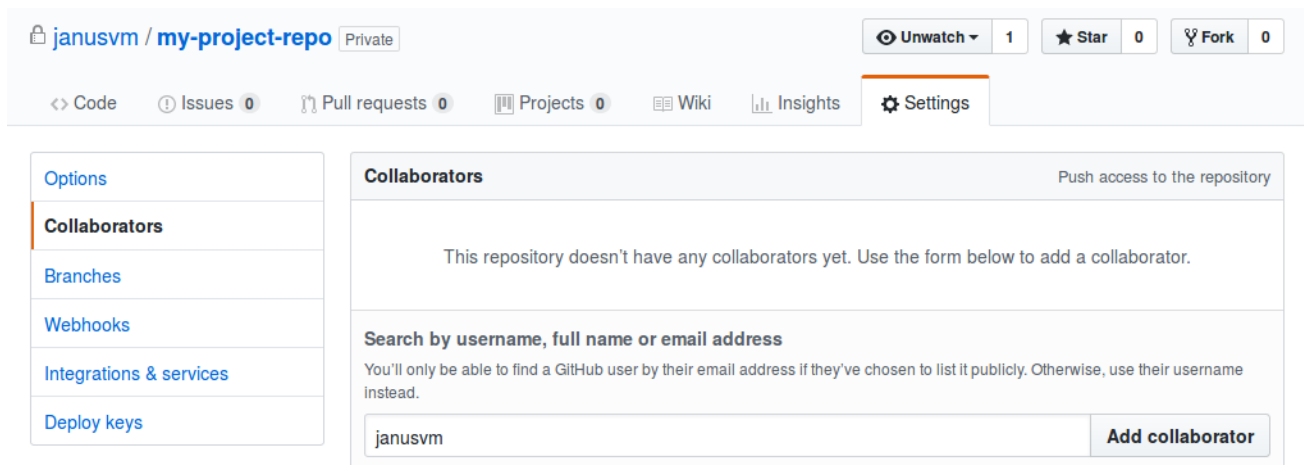 janusvm / my-project-repo Private Unwatch 1 Star 0 Fork 0
Code Issues 0 Pull requests 0 Projects 0 Wiki Insights Settings
Options
Collaborators
Branches
Webhooks
Integrations & services
Deploy keys
Collaborators Push access to the repository
This repository doesn't have any collaborators yet. Use the form below to add a collaborator.
Search by username, full name or email address
You'll only be able to find a GitHub user by their email address if they've chosen to list it publicly. Otherwise, use their username
instead.
janusvm Add collaborator